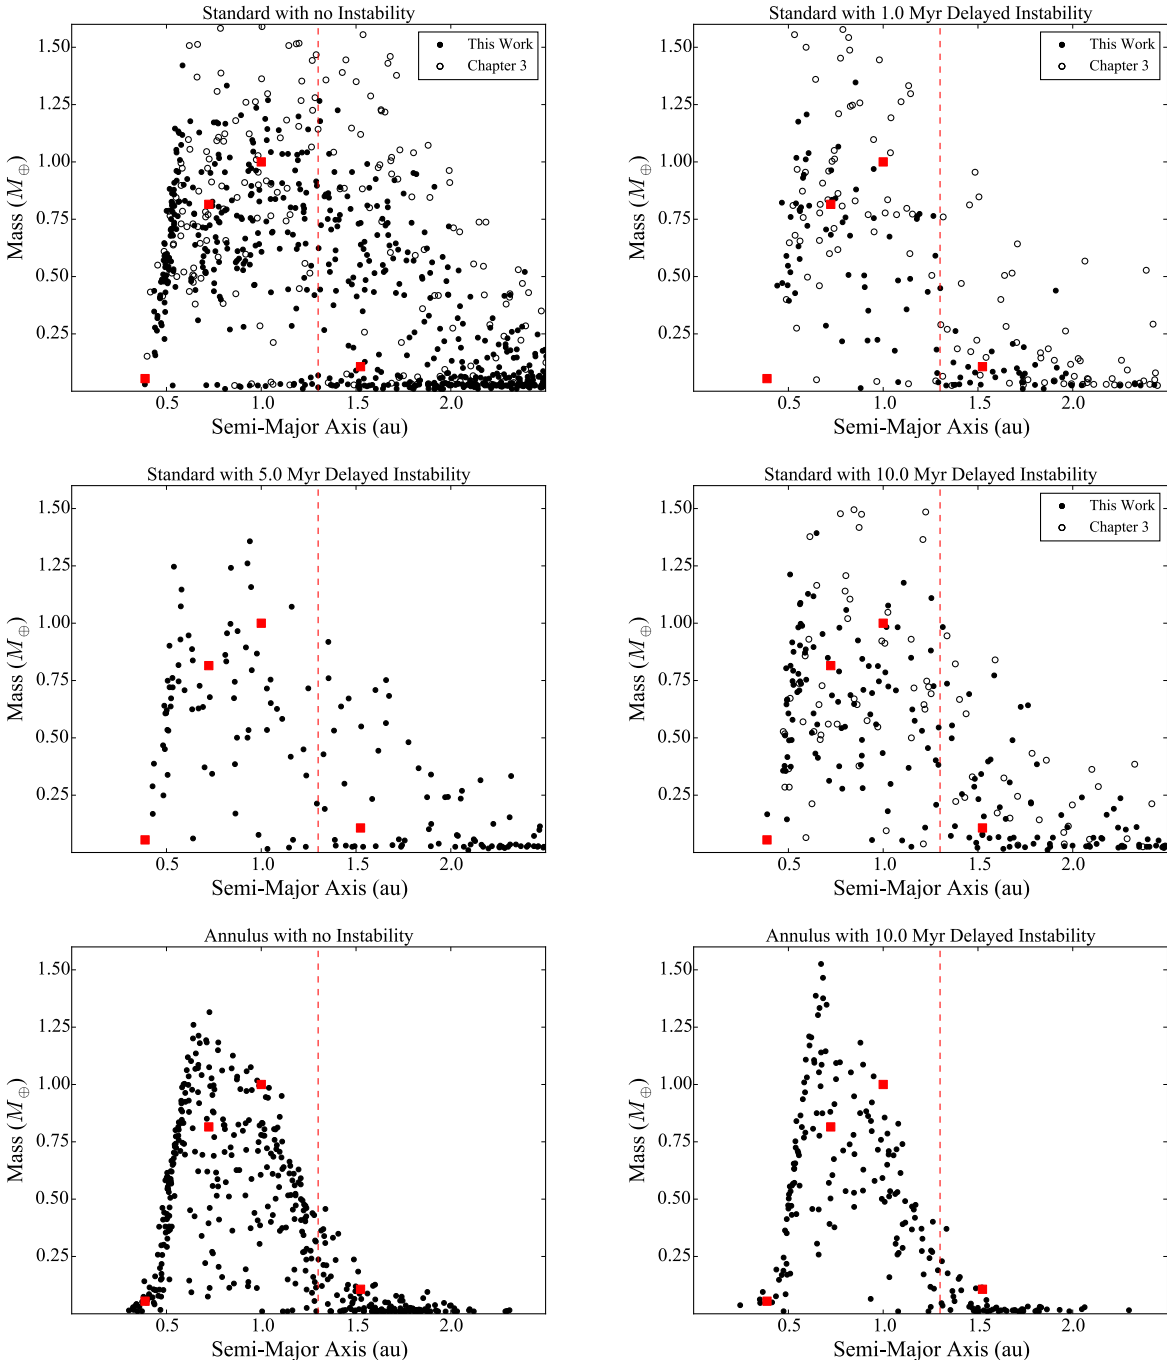 Standard with no Instability
1.50
1.25
1.00
0.75
0.50
0.25
Mass (M⊕)
0.5
1.0
1.5
2.0
Semi-Major Axis (au)
This Work
Chapter 3
Standard with 1.0 Myr Delayed Instability
1.50
1.25
1.00
0.75
0.50
0.25
Mass (M⊕)
0.5
1.0
1.5
2.0
Semi-Major Axis (au)
This Work
Chapter 3
Standard with 5.0 Myr Delayed Instability
1.50
1.25
1.00
0.75
0.50
0.25
Mass (M⊕)
0.5
1.0
1.5
2.0
Semi-Major Axis (au)
Standard with 10.0 Myr Delayed Instability
1.50
1.25
1.00
0.75
0.50
0.25
Mass (M⊕)
0.5
1.0
1.5
2.0
Semi-Major Axis (au)
This Work
Chapter 3
Annulus with no Instability
1.50
1.25
1.00
0.75
0.50
0.25
Mass (M⊕)
0.5
1.0
1.5
2.0
Semi-Major Axis (au)
Annulus with 10.0 Myr Delayed Instability
1.50
1.25
1.00
0.75
0.50
0.25
Mass (M⊕)
0.5
1.0
1.5
2.0
Semi-Major Axis (au)